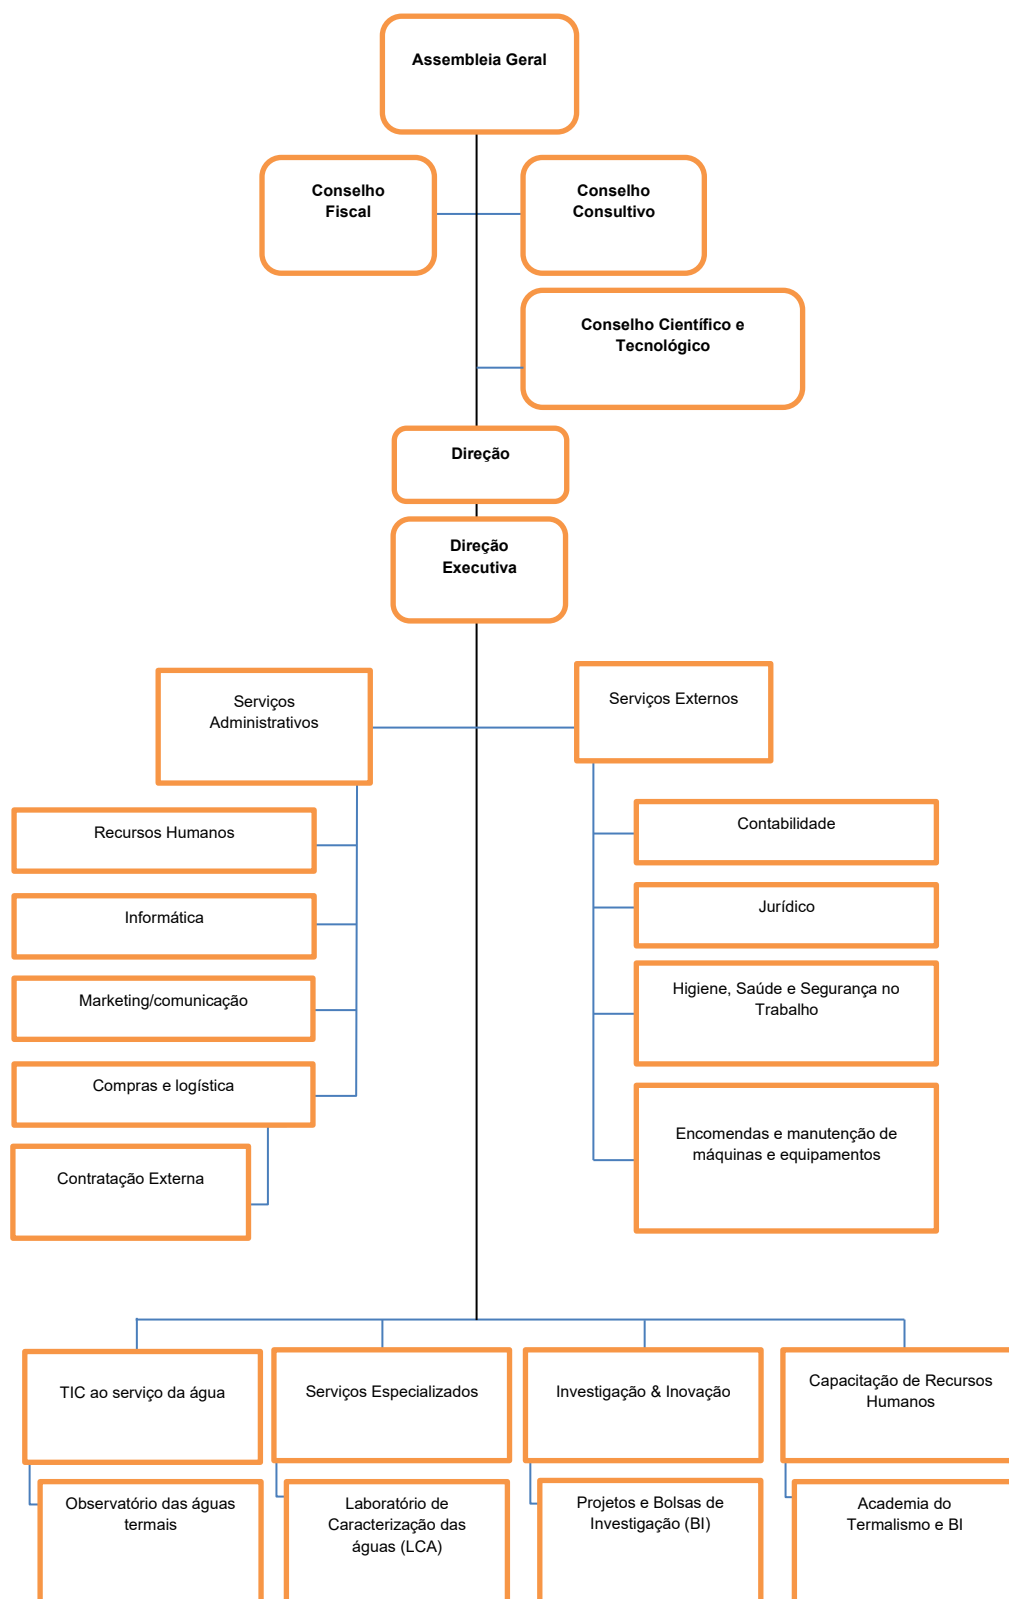 Assembleia Geral
Conselho
Fiscal
Conselho
Consultivo
Conselho Científico e
Tecnológico
Direção
Direção
Executiva
Serviços
Administrativos
Serviços Externos
Recursos Humanos
Informática
Marketing/comunicação
Compras e logística
Contratação Externa
Contabilidade
Jurídico
Higiene, Saúde e Segurança no
Trabalho
Encomendas e manutenção de
máquinas e equipamentos
TIC ao serviço da água
Serviços Especializados
Investigação & Inovação
Capacitação de Recursos
Humanos
Observatório das águas
termais
Laboratório de
Caracterização das
águas (LCA)
Projetos e Bolsas de
Investigação (BI)
Academia do
Termalismo e BI